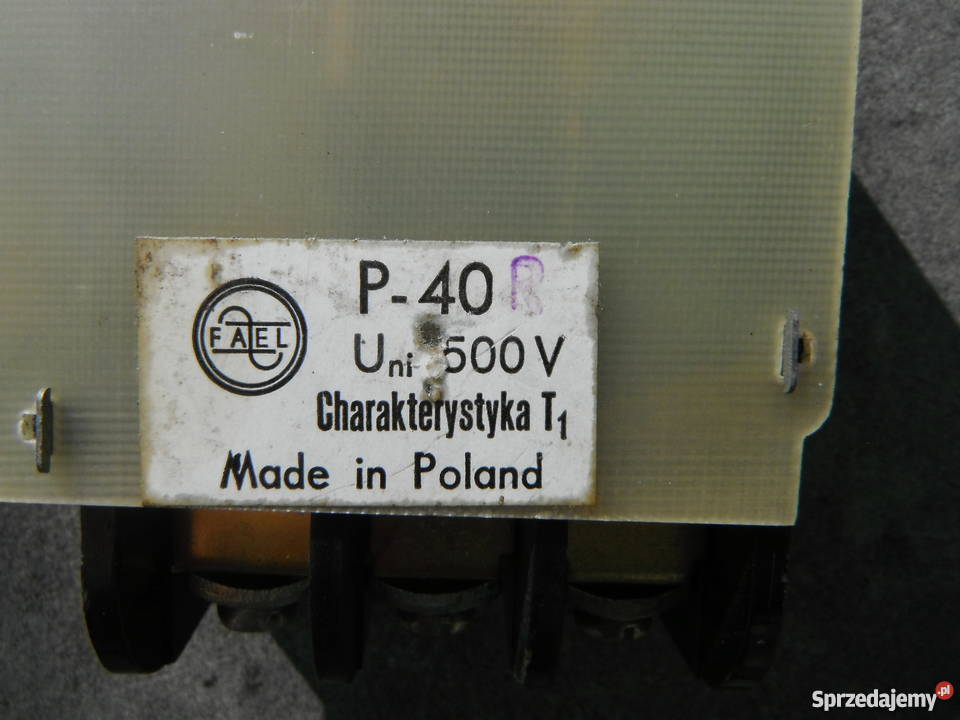 P-40 R
FAEL
Uni 500 V
Charakterystyka T1
Made in Poland
Sprzedajemy.pl